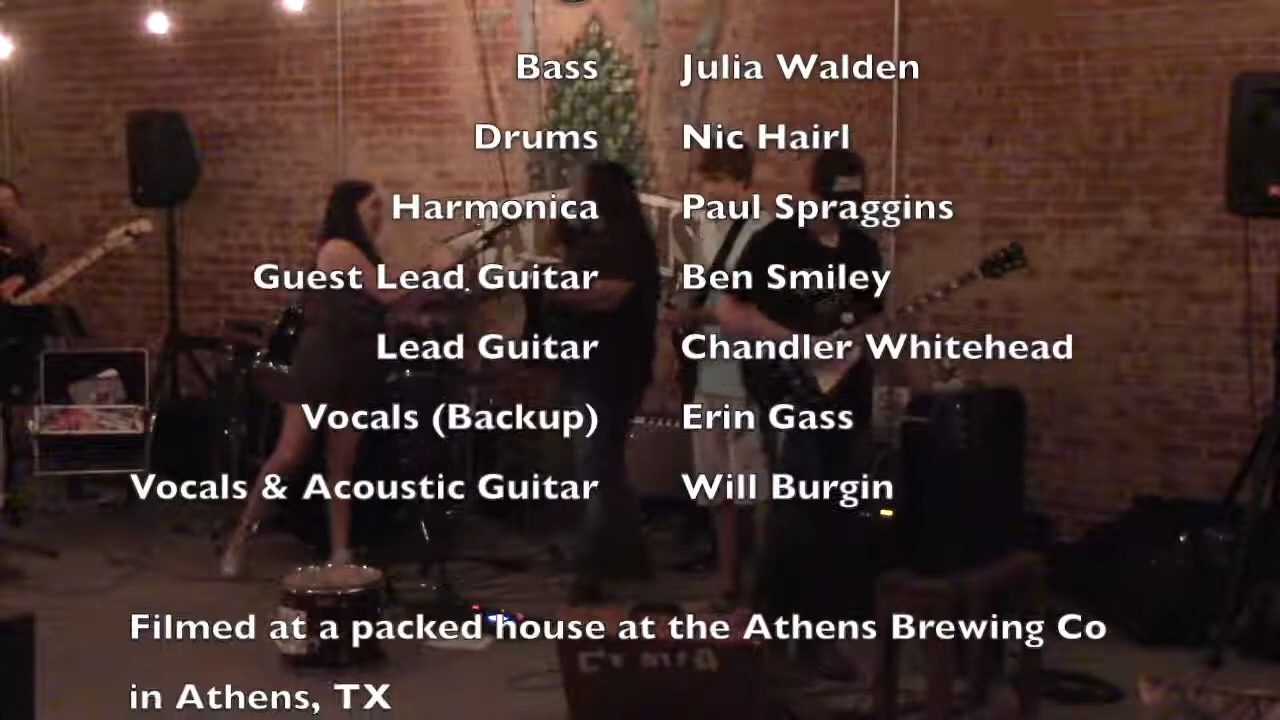 Bass Julia Walden
Drums Nic Hairl
Harmonica Paul Spraggins
Guest Lead Guitar Ben Smiley
Lead Guitar Chandler Whitehead
Vocals (Backup) Erin Gass
Vocals & Acoustic Guitar Will Burgin
Filmed at a packed house at the Athens Brewing Co
in Athens, TX